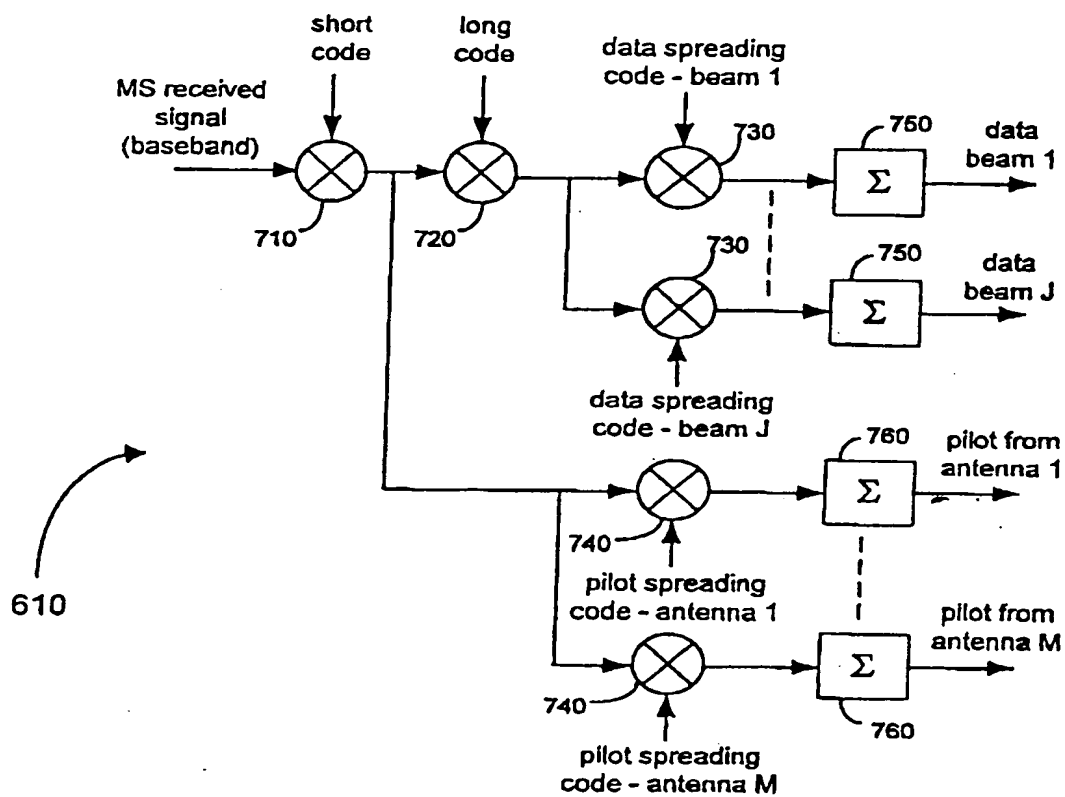 short
code
long
code
data spreading
code - beam 1
MS received
signal
(baseband)
730
750
data
beam 1
Σ
710
720
730
750
data
beam J
Σ
data spreading
code - beam J
760
pilot from
antenna 1
Σ
740
pilot spreading
code - antenna 1
610
pilot from
antenna M
Σ
740
760
pilot spreading
code - antenna M